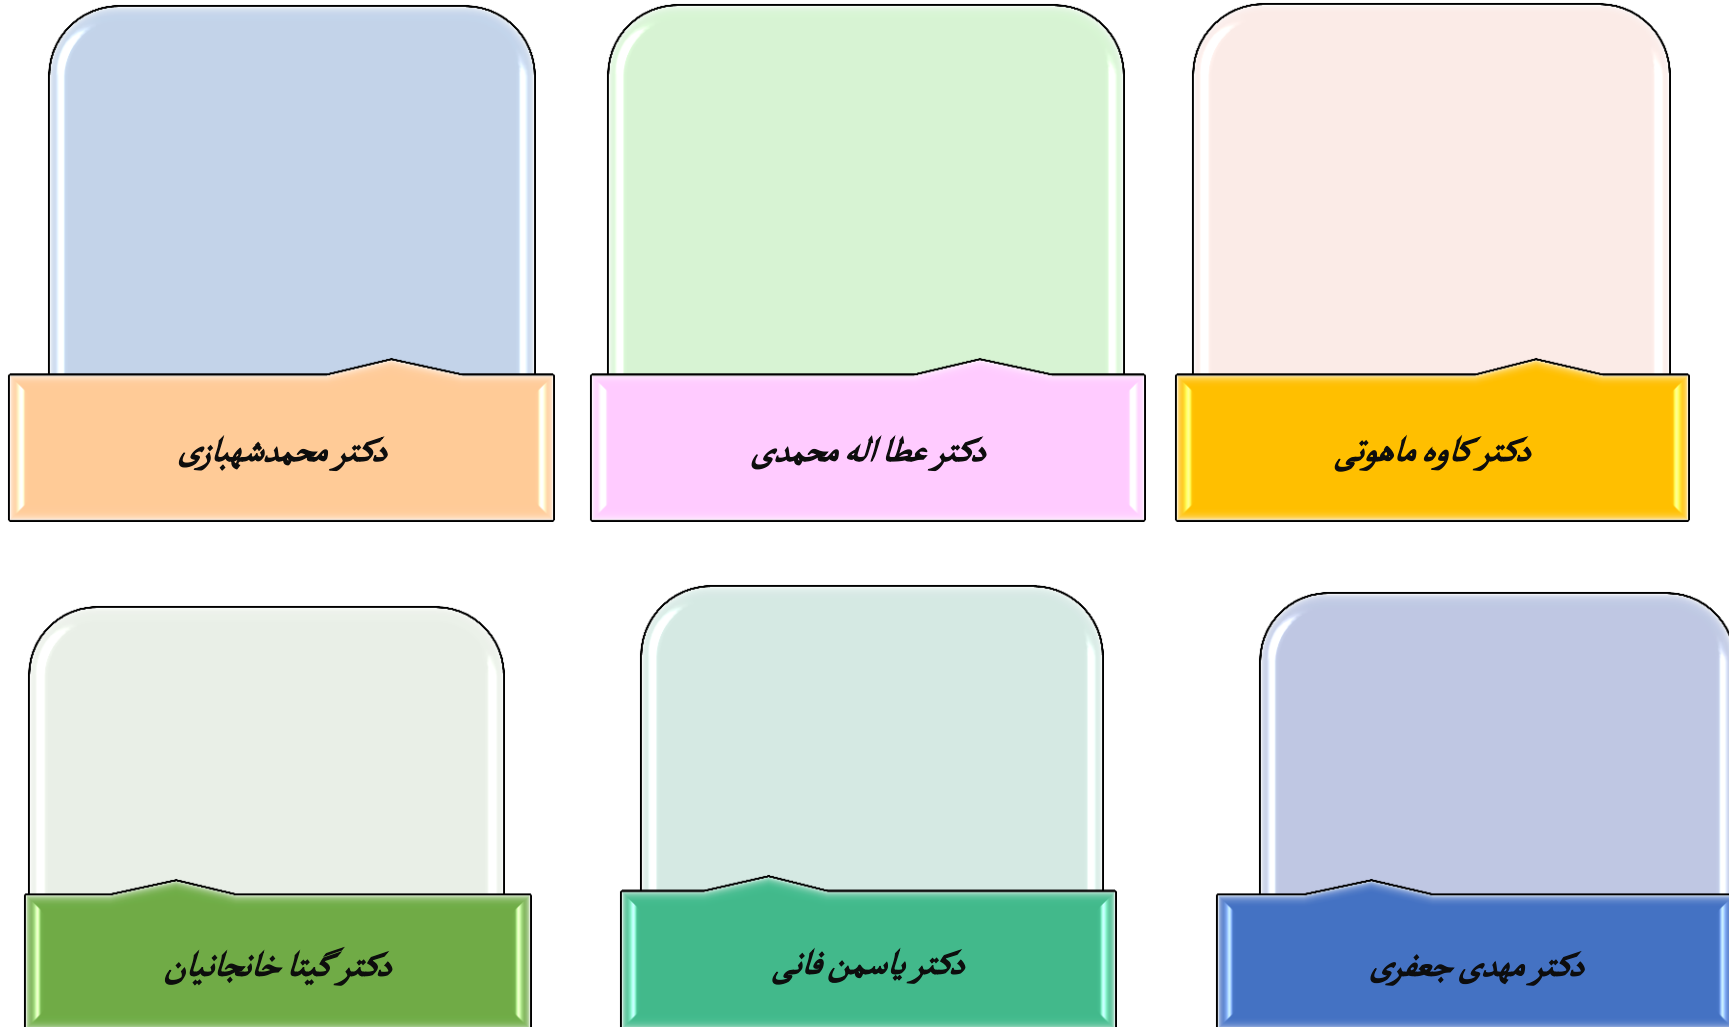 دکتر کاوه ماهوتی
دکتر عطا اله محمدی
دکتر محمدشهبازی
دکتر مهدی جعفری
دکتر یاسمن فانی
دکتر گیتا خانجانیان